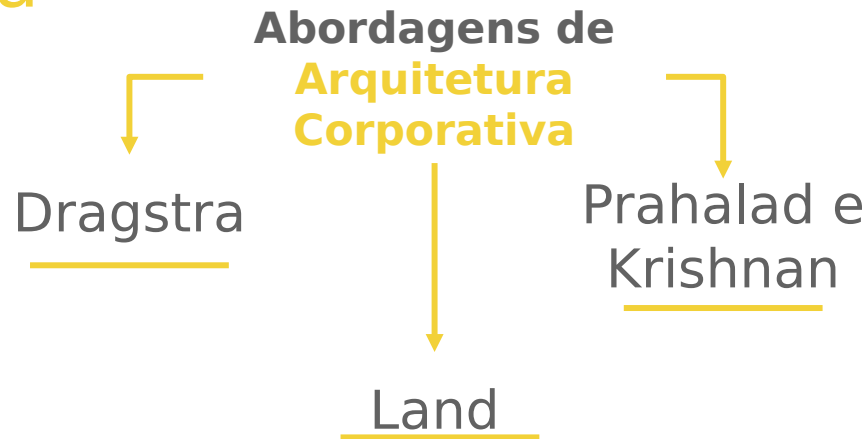 Abordagens de
Arquitetura
Corporativa
Dragstra
Prahalad e
Krishnan
Land